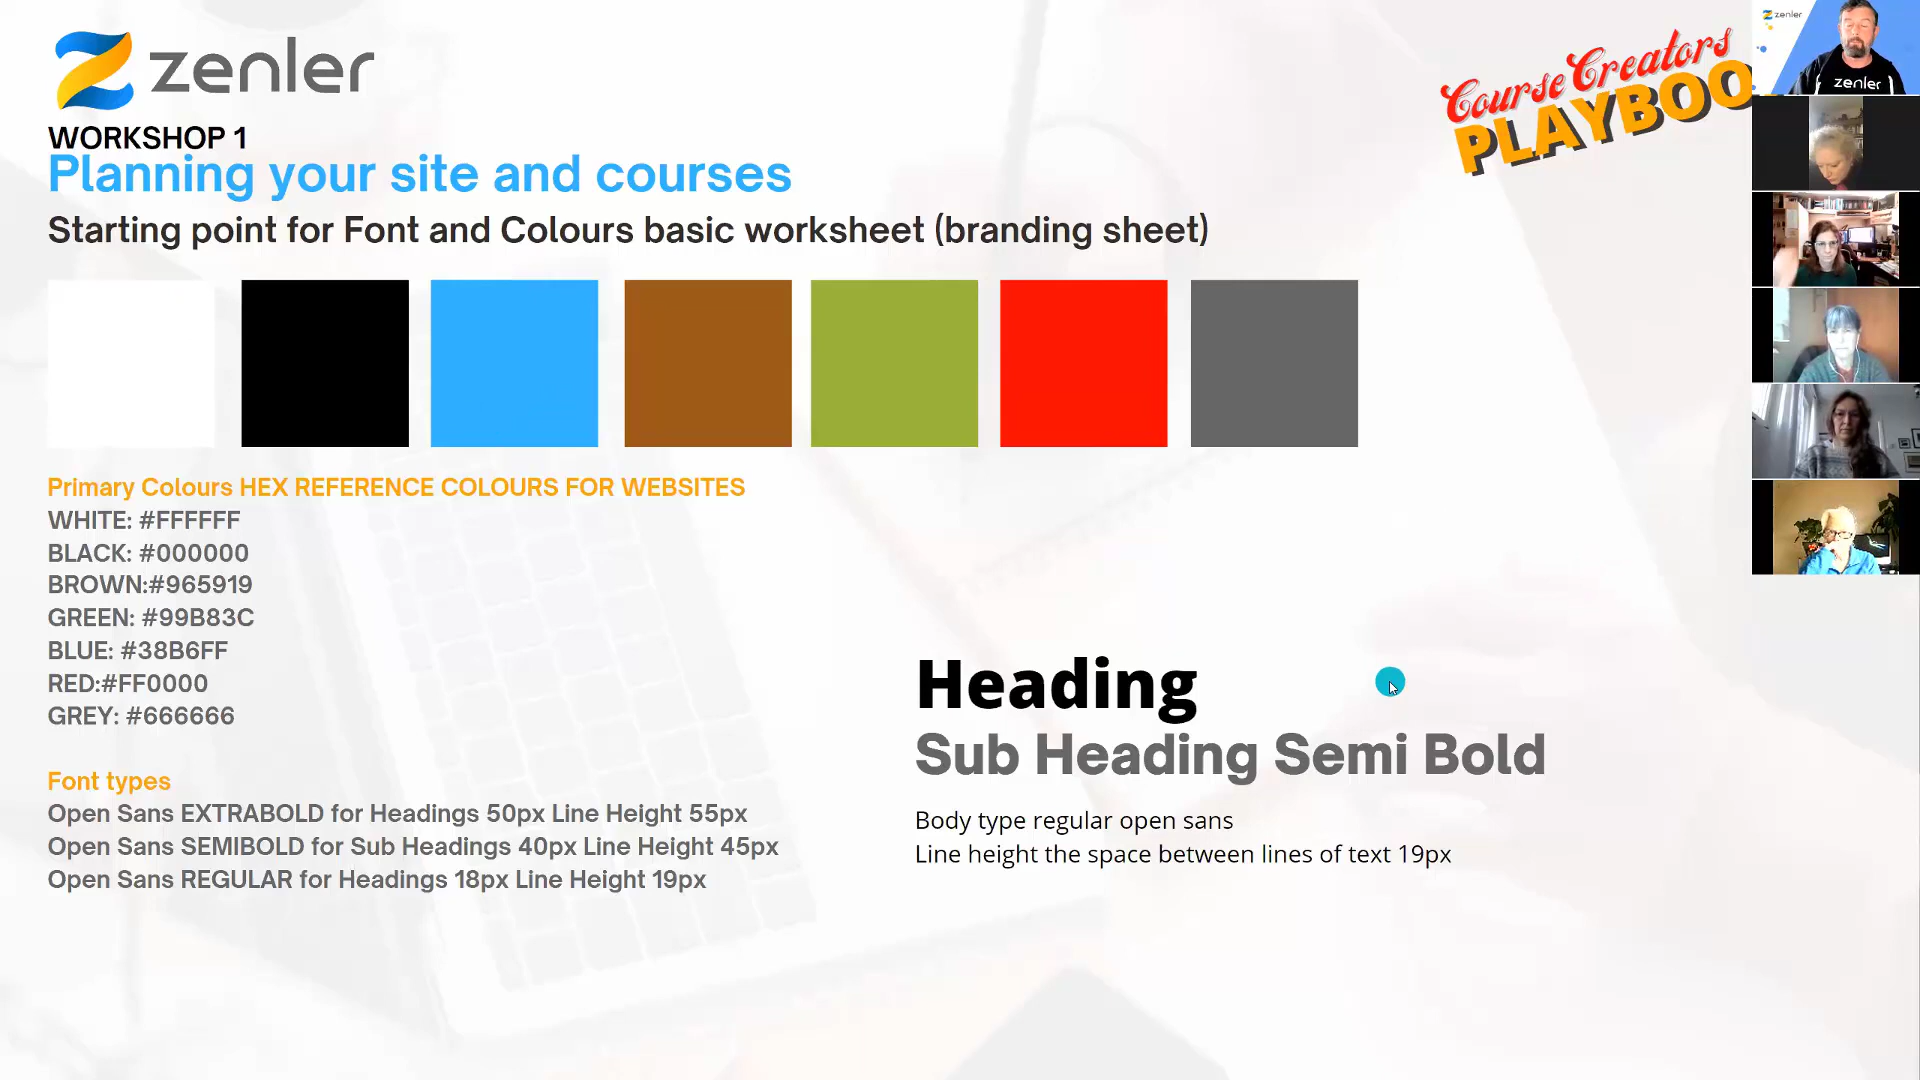 zenler
WORKSHOP 1
Planning your site and courses
Starting point for Font and Colours basic worksheet (branding sheet)
Course Creators
PLAYBOO
zenler
zenler
Primary Colours HEX REFERENCE COLOURS FOR WEBSITES
WHITE: #FFFFFF
BLACK: #000000
BROWN:#965919
GREEN: #99B83C
BLUE: #38B6FF
RED:#FF0000
GREY: #666666
Font types
Open Sans EXTRABOLD for Headings 50px Line Height 55px
Open Sans SEMIBOLD for Sub Headings 40px Line Height 45px
Open Sans REGULAR for Headings 18px Line Height 19px
Heading
Sub Heading Semi Bold
Body type regular open sans
Line height the space between lines of text 19px